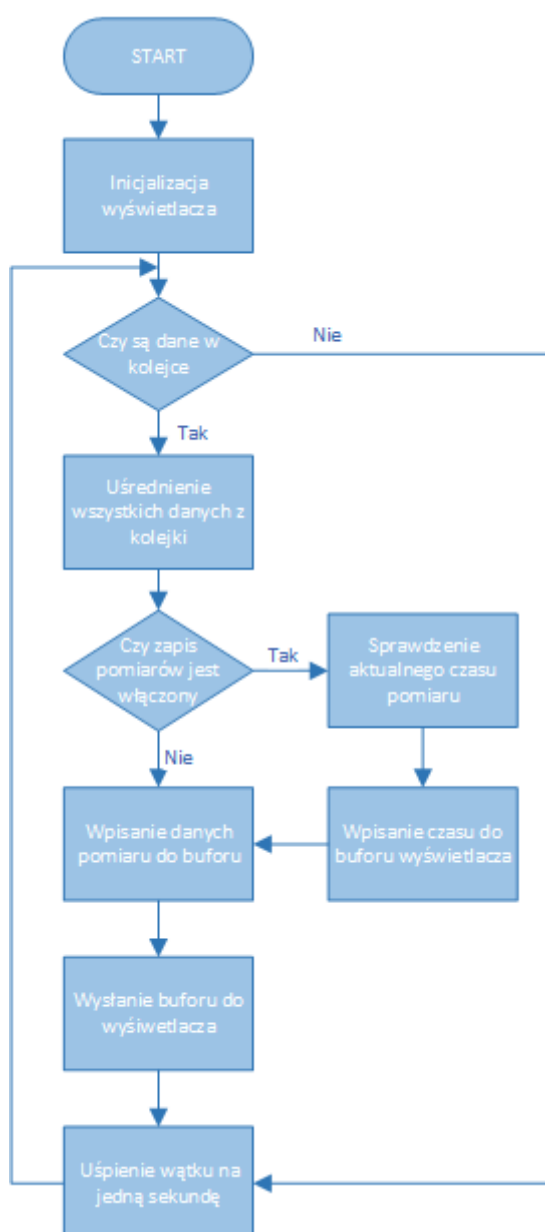 START
Inicjalizacja
wyświetlacza
Czy są dane w
kolejce
Nie
Tak
Uśrednienie
wszystkich danych z
kolejki
Czy zapis
pomiarów jest
włączony
Tak
Sprawdzenie
aktualnego czasu
pomiaru
Nie
Wpisanie danych
pomiaru do buforu
Wpisanie czasu do
buforu wyświetlacza
Wysłanie buforu do
wyśiwetlacza
Uśpienie wątku na
jedną sekundę